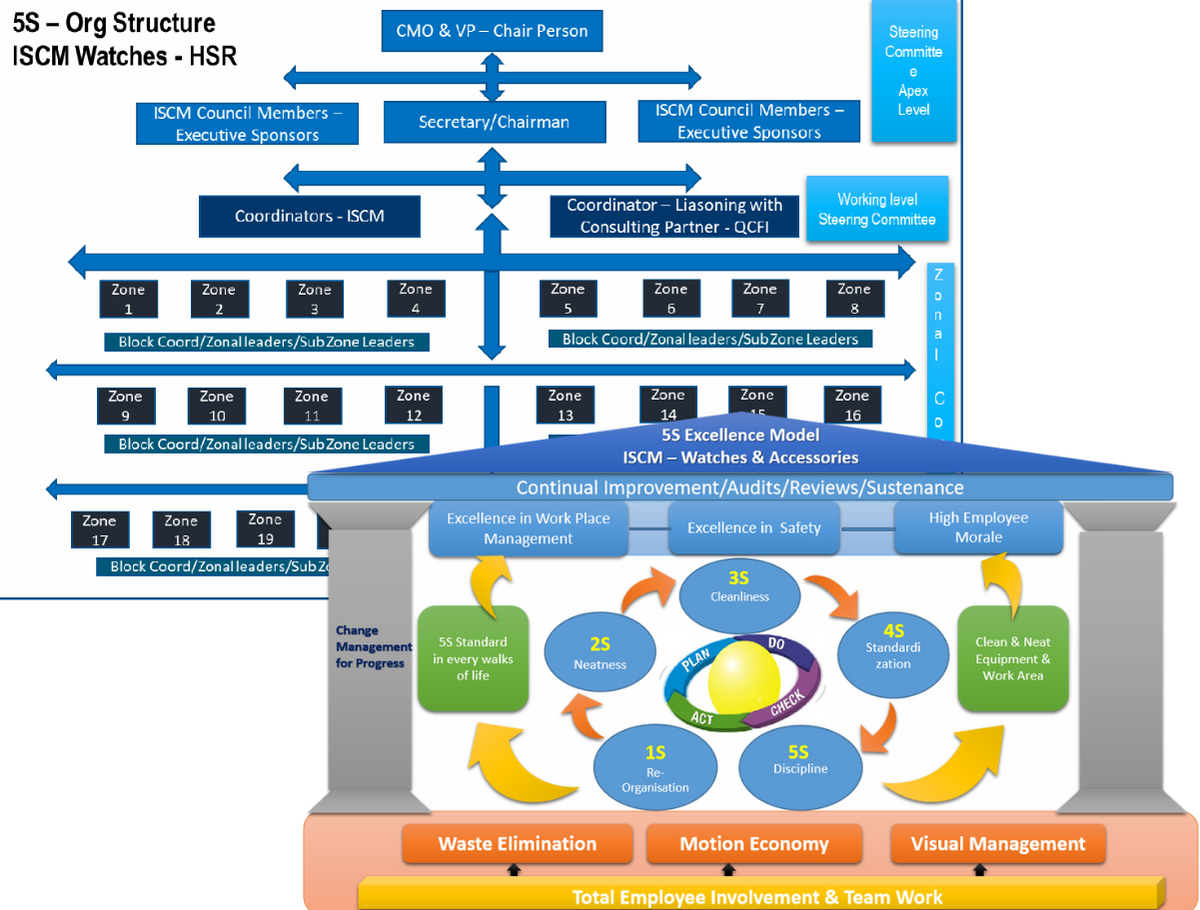 5S – Org Structure
ISCM Watches - HSR
CMO & VP – Chair Person
Steering
Committe
e
Apex
Level
ISCM Council Members –
Executive Sponsors
Secretary/Chairman
ISCM Council Members –
Executive Sponsors
Coordinators - ISCM
Coordinator – Liasoning with
Consulting Partner - QCFI
Working level
Steering Committee
Zone
1
Zone
2
Zone
3
Zone
4
Zone
5
Zone
6
Zone
7
Zone
8
Block Coord/Zonal leaders/Sub Zone Leaders
Block Coord/Zonal leaders/Sub Zone Leaders
Z
o
n
a
l
C
o
Zone
9
Zone
10
Zone
11
Zone
12
Zone
13
Zone
14
Zone
15
Zone
16
Block Coord/Zonal leaders/Sub Zone Leaders
Zone
17
Zone
18
Zone
19
Block Coord/Zonal leaders/Sub Zo
5S Excellence Model
ISCM – Watches & Accessories
Continual Improvement/Audits/Reviews/Sustenance
Excellence in Work Place
Management
Excellence in Safety
High Employee
Morale
Change
Management
for Progress
5S Standard
in every walks
of life
1S
Re-
Organisation
2S
Neatness
3S
Cleanliness
4S
Standardi
zation
5S
Discipline
PLAN
DO
CHECK
ACT
Clean & Neat
Equipment &
Work Area
Waste Elimination
Motion Economy
Visual Management
Total Employee Involvement & Team Work